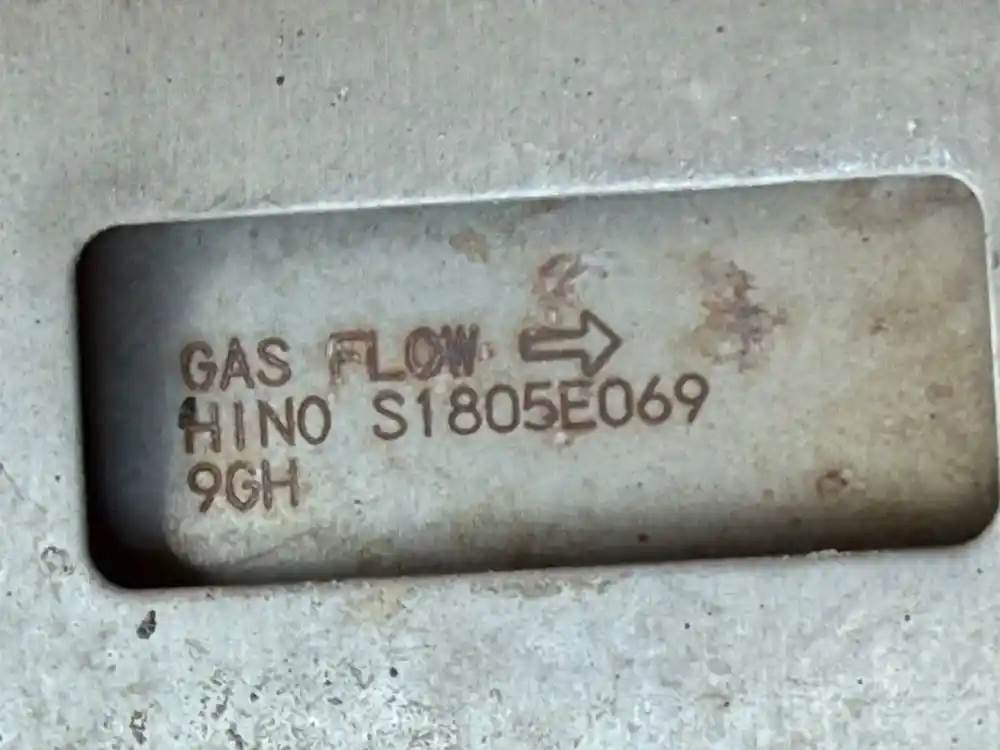 GAS FLOW ⇨
HINO S1805E069
9GH